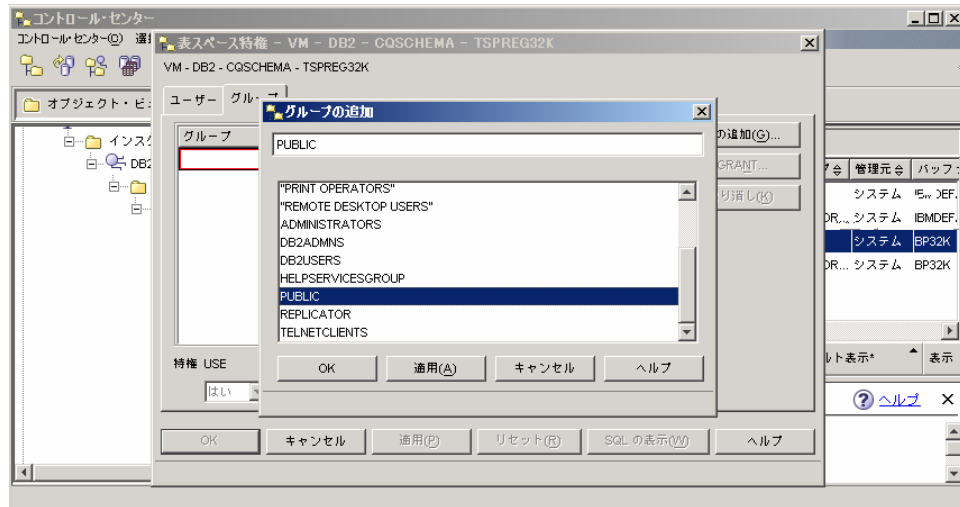 コントロール・センター
コントロール・センター(O)
表スペース特権 - VM - DB2 - CQSCHEMA - TSPREG32K
VM - DB2 - CQSCHEMA - TSPREG32K
オブジェクト・ビ
ユーザー
グループの追加
グループ
PUBLIC
の追加(G)...
GRANT...
り消し(K)
"PRINT OPERATORS"
"REMOTE DESKTOP USERS"
ADMINISTRATORS
DB2ADMNS
DB2USERS
HELPSERVICESGROUP
PUBLIC
REPLICATOR
TELNETCLIENTS
DB2
管理元
バッフ
システム
システム IBMDEF.
システム BP32K
システム BP32K
OK 適用(A) キャンセル ヘルプ
特権 USE
はい
ルト表示* 表示
ヘルプ
OK キャンセル 適用(P) リセット(R) SQL の表示(W) ヘルプ